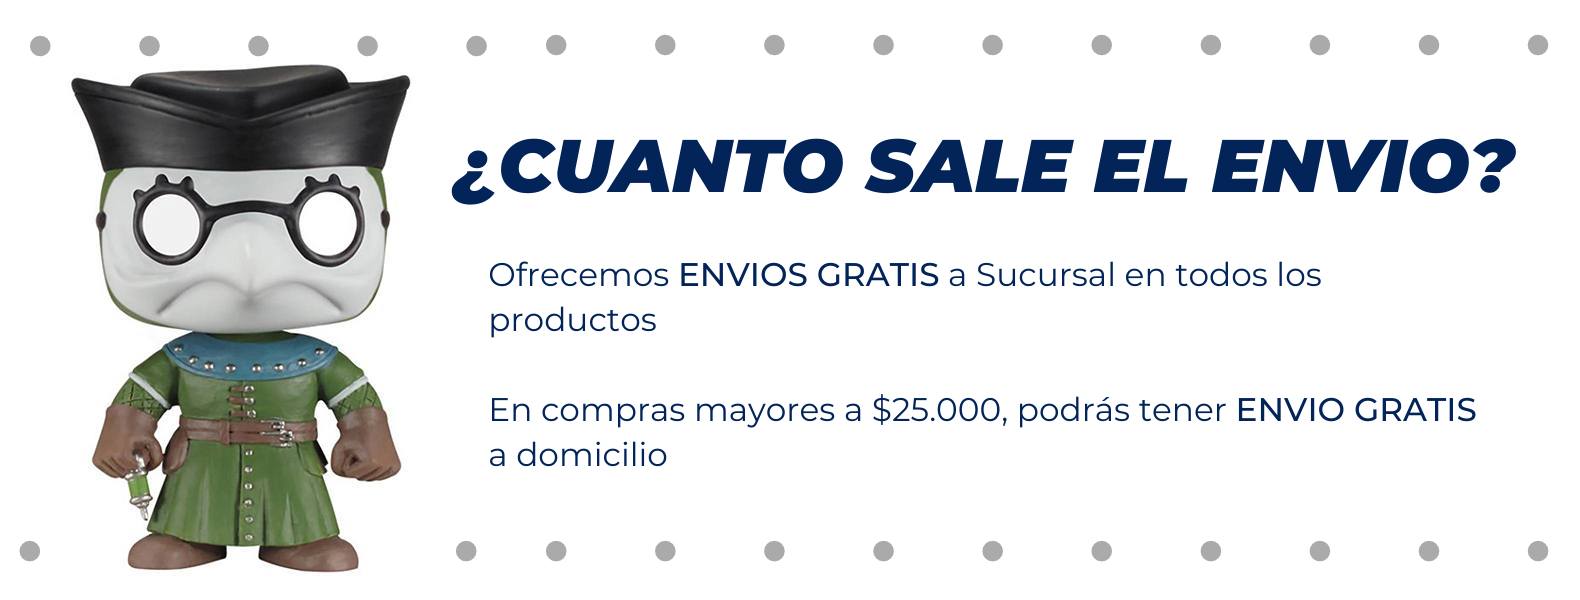 ¿CUANTO SALE EL ENVIO?
Ofrecemos ENVIOS GRATIS a Sucursal en todos los
productos
En compras mayores a $25.000, podrás tener ENVIO GRATIS
a domicilio